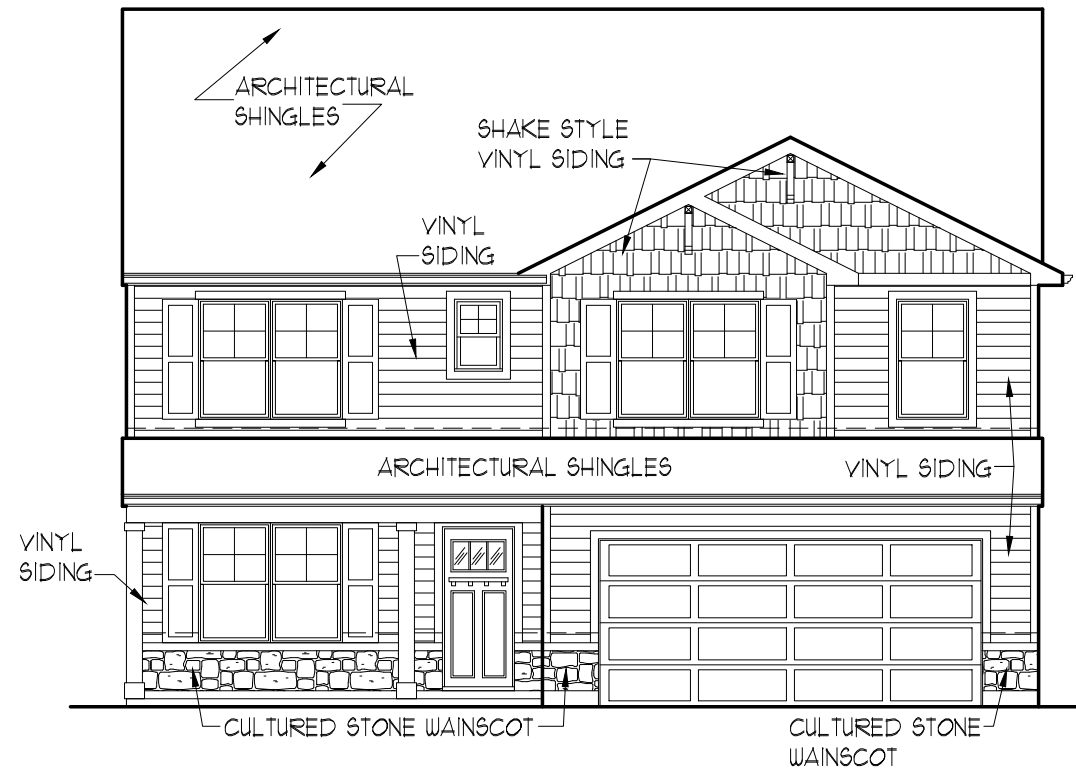 ARCHITECTURAL
SHINGLES
SHAKE STYLE
VINYL SIDING
VINYL
SIDING
ARCHITECTURAL SHINGLES
VINYL SIDING
VINYL
SIDING
CULTURED STONE WAINSCOT
CULTURED STONE
WAINSCOT